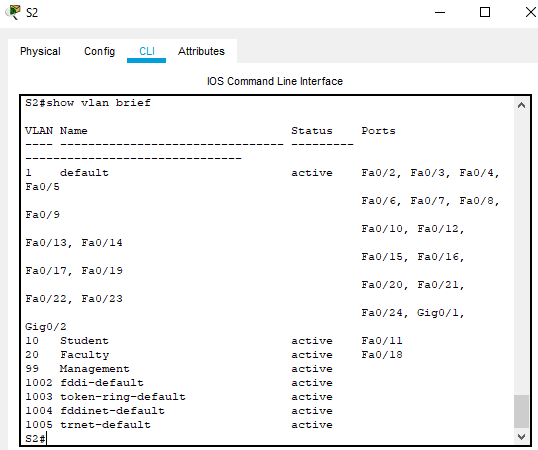 S2
Physical Config CLI Attributes
IOS Command Line Interface
S2#show vlan brief
VLAN Name Status Ports
---- -------------------------------- ---------
-------------------------------
1 default active Fa0/2, Fa0/3, Fa0/4,
Fa0/5
Fa0/6, Fa0/7, Fa0/8,
Fa0/9
Fa0/10, Fa0/12,
Fa0/13, Fa0/14
Fa0/15, Fa0/16,
Fa0/17, Fa0/19
Fa0/20, Fa0/21,
Fa0/22, Fa0/23
Fa0/24, Gig0/1,
Gig0/2
10 Student active Fa0/11
20 Faculty active Fa0/18
99 Management active
1002 fddi-default active
1003 token-ring-default active
1004 fddinet-default active
1005 trnet-default active
S2#